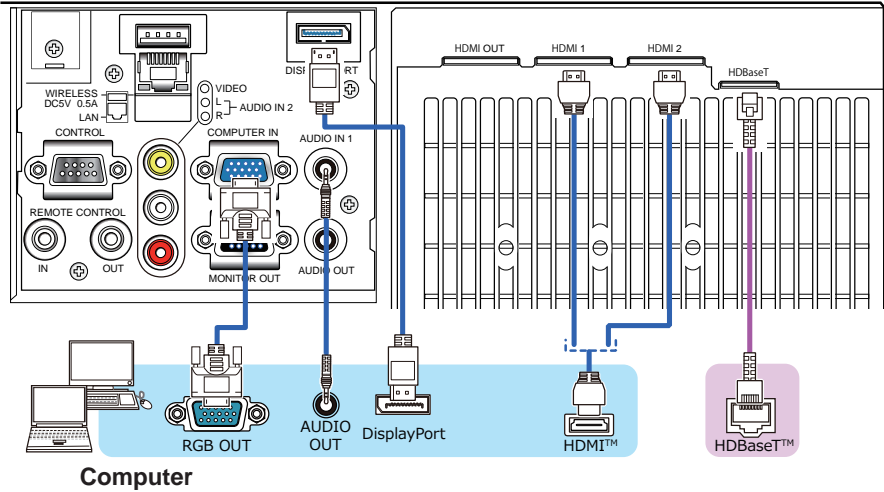 HDMI OUT
HDMI 1
HDMI 2
HDBaseT
WIRELESS
DC5V 0.5A
LAN
VIDEO
L
R
AUDIO IN 2
CONTROL
COMPUTER IN
AUDIO IN 1
REMOTE CONTROL
IN
OUT
MONITOR OUT
AUDIO OUT
RGB OUT
AUDIO
OUT
DisplayPort
HDMI™
HDBaseT™
Computer